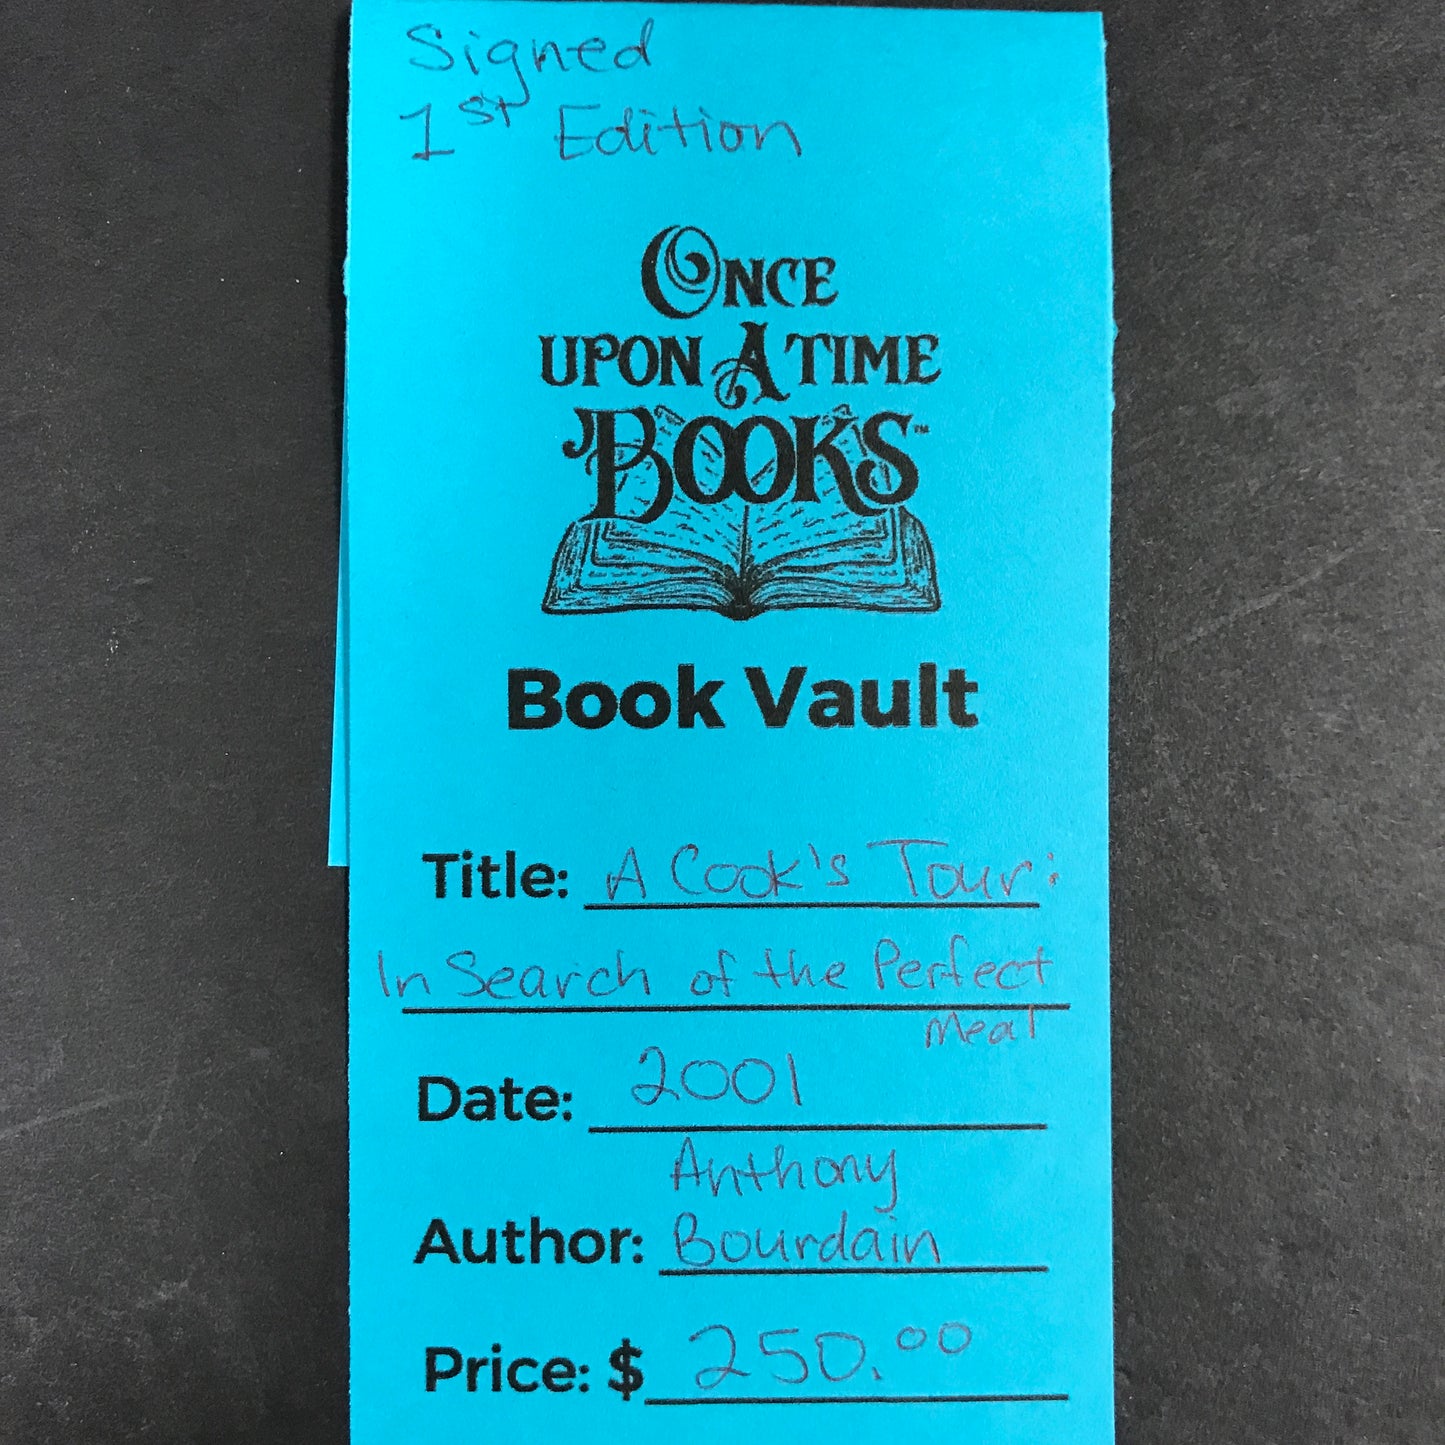 Signed
1st Edition
ONCE
UPON A TIME
BOOKS™
Book Vault
Title: A Cook's Tour:
In Search of the Perfect
Meal
Date: 2001
Anthony
Author: Bourdain
Price: $ 250.00